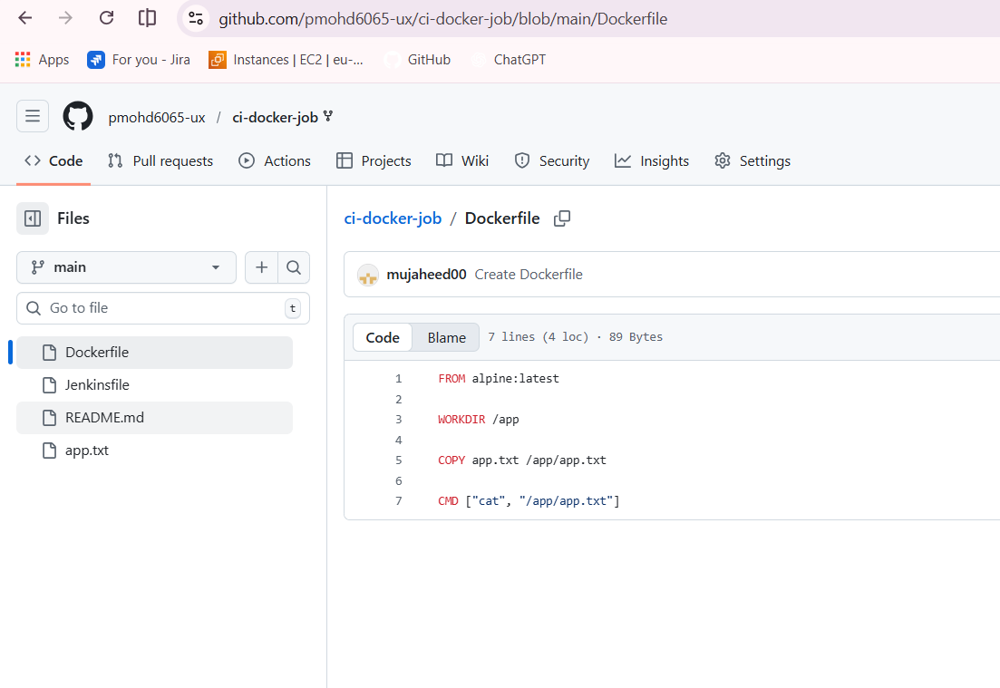 github.com/pmohd6065-ux/ci-docker-job/blob/main/Dockerfile
Apps For you - Jira Instances | EC2 | eu-... GitHub ChatGPT
pmohd6065-ux / ci-docker-job
Code Pull requests Actions Projects Wiki Security Insights Settings
Files
main
Go to file t
Dockerfile
Jenkinsfile
README.md
app.txt
ci-docker-job / Dockerfile
mujaheed00 Create Dockerfile
Code Blame 7 lines (4 loc) · 89 Bytes
1 FROM alpine:latest
2
3 WORKDIR /app
4
5 COPY app.txt /app/app.txt
6
7 CMD ["cat", "/app/app.txt"]